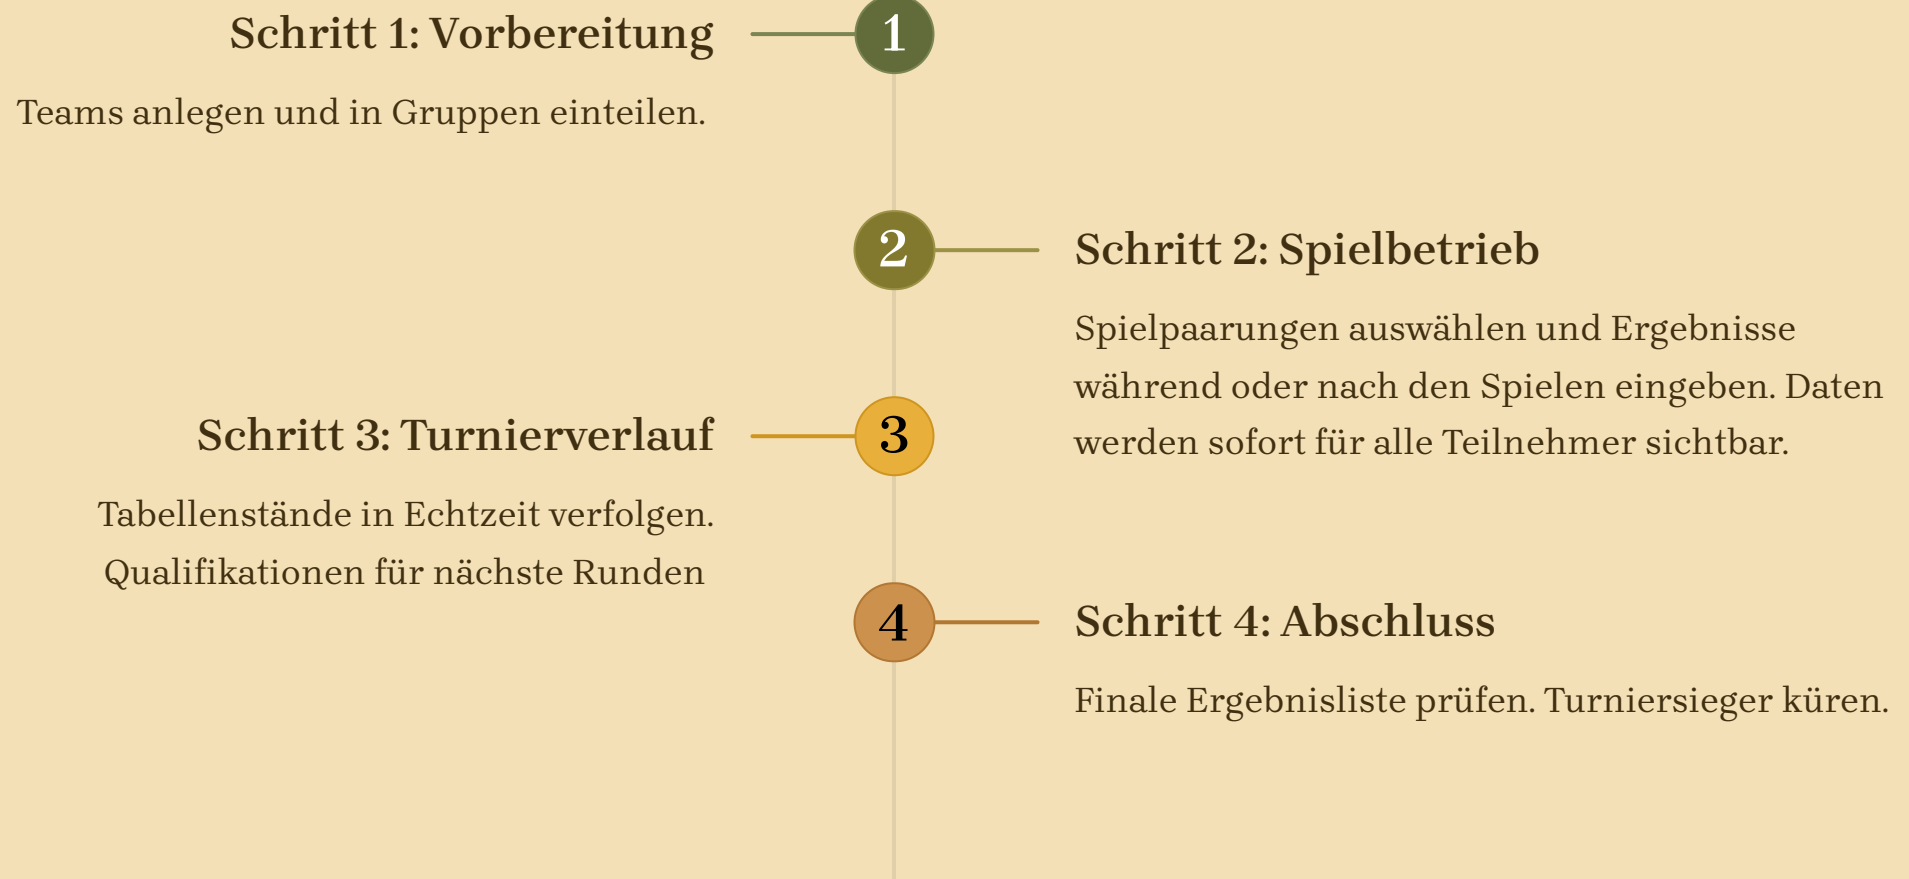 Schritt 1: Vorbereitung
1
Teams anlegen und in Gruppen einteilen.
2
Schritt 2: Spielbetrieb
Spielpaarungen auswählen und Ergebnisse
während oder nach den Spielen eingeben. Daten
werden sofort für alle Teilnehmer sichtbar.
Schritt 3: Turnierverlauf
3
Tabellenstände in Echtzeit verfolgen.
Qualifikationen für nächste Runden
4
Schritt 4: Abschluss
Finale Ergebnisliste prüfen. Turniersieger küren.